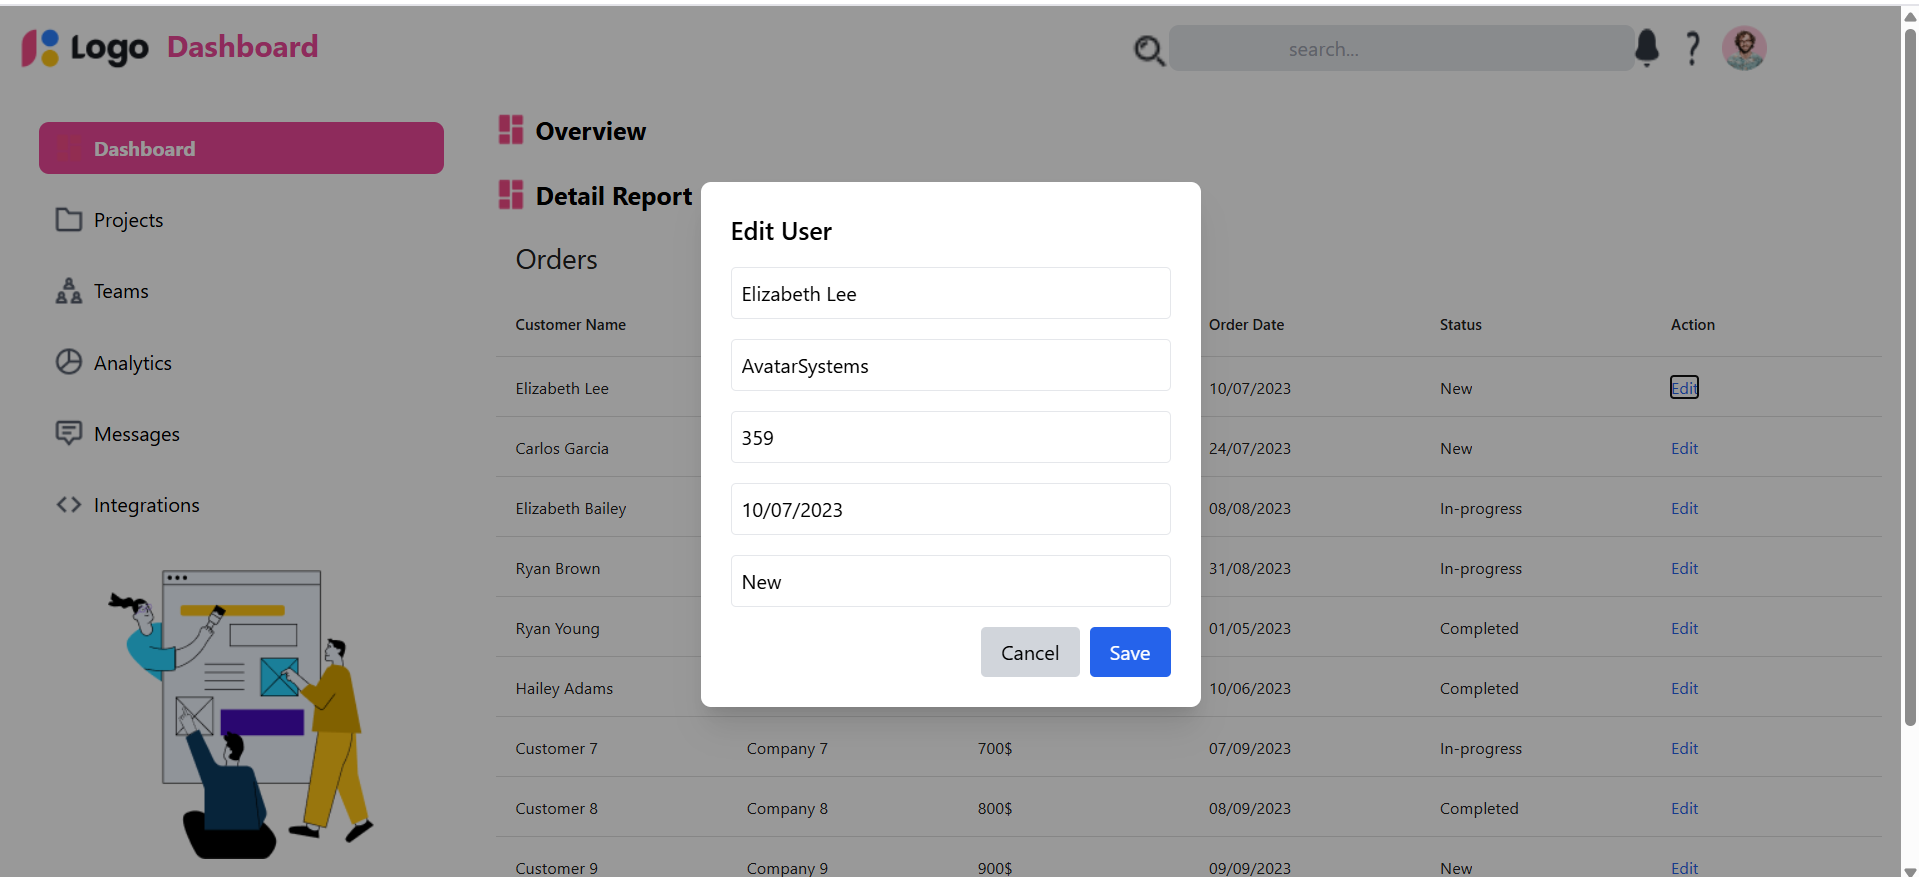 Logo Dashboard
search...
?
Dashboard
Projects
Teams
Analytics
Messages
Integrations
Overview
Detail Report
Orders
Customer Name Order Date Status Action
Elizabeth Lee 10/07/2023 New Edit
Carlos Garcia 24/07/2023 New Edit
Elizabeth Bailey 08/08/2023 In-progress Edit
Ryan Brown 31/08/2023 In-progress Edit
Ryan Young 01/05/2023 Completed Edit
Hailey Adams 10/06/2023 Completed Edit
Customer 7 Company 7 700$ 07/09/2023 In-progress Edit
Customer 8 Company 8 800$ 08/09/2023 Completed Edit
Customer 9 Company 9 900$ 09/09/2023 New Edit
Edit User
Elizabeth Lee
AvatarSystems
359
10/07/2023
New
Cancel Save